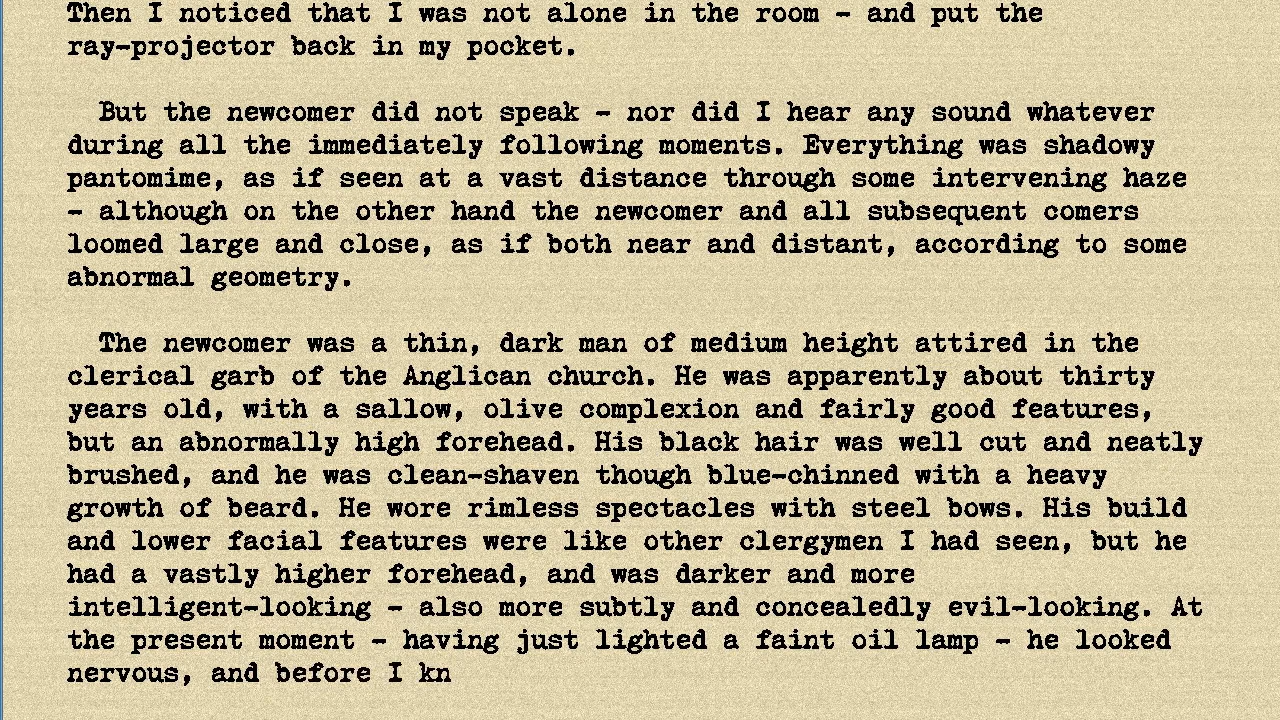 Then I noticed that I was not alone in the room – and put the
ray-projector back in my pocket.
But the newcomer did not speak – nor did I hear any sound whatever
during all the immediately following moments. Everything was shadowy
pantomime, as if seen at a vast distance through some intervening haze
– although on the other hand the newcomer and all subsequent comers
loomed large and close, as if both near and distant, according to some
abnormal geometry.
The newcomer was a thin, dark man of medium height attired in the
clerical garb of the Anglican church. He was apparently about thirty
years old, with a sallow, olive complexion and fairly good features,
but an abnormally high forehead. His black hair was well cut and neatly
brushed, and he was clean-shaven though blue-chinned with a heavy
growth of beard. He wore rimless spectacles with steel bows. His build
and lower facial features were like other clergymen I had seen, but he
had a vastly higher forehead, and was darker and more
intelligent-looking – also more subtly and concealedly evil-looking. At
the present moment – having just lighted a faint oil lamp – he looked
nervous, and before I kn